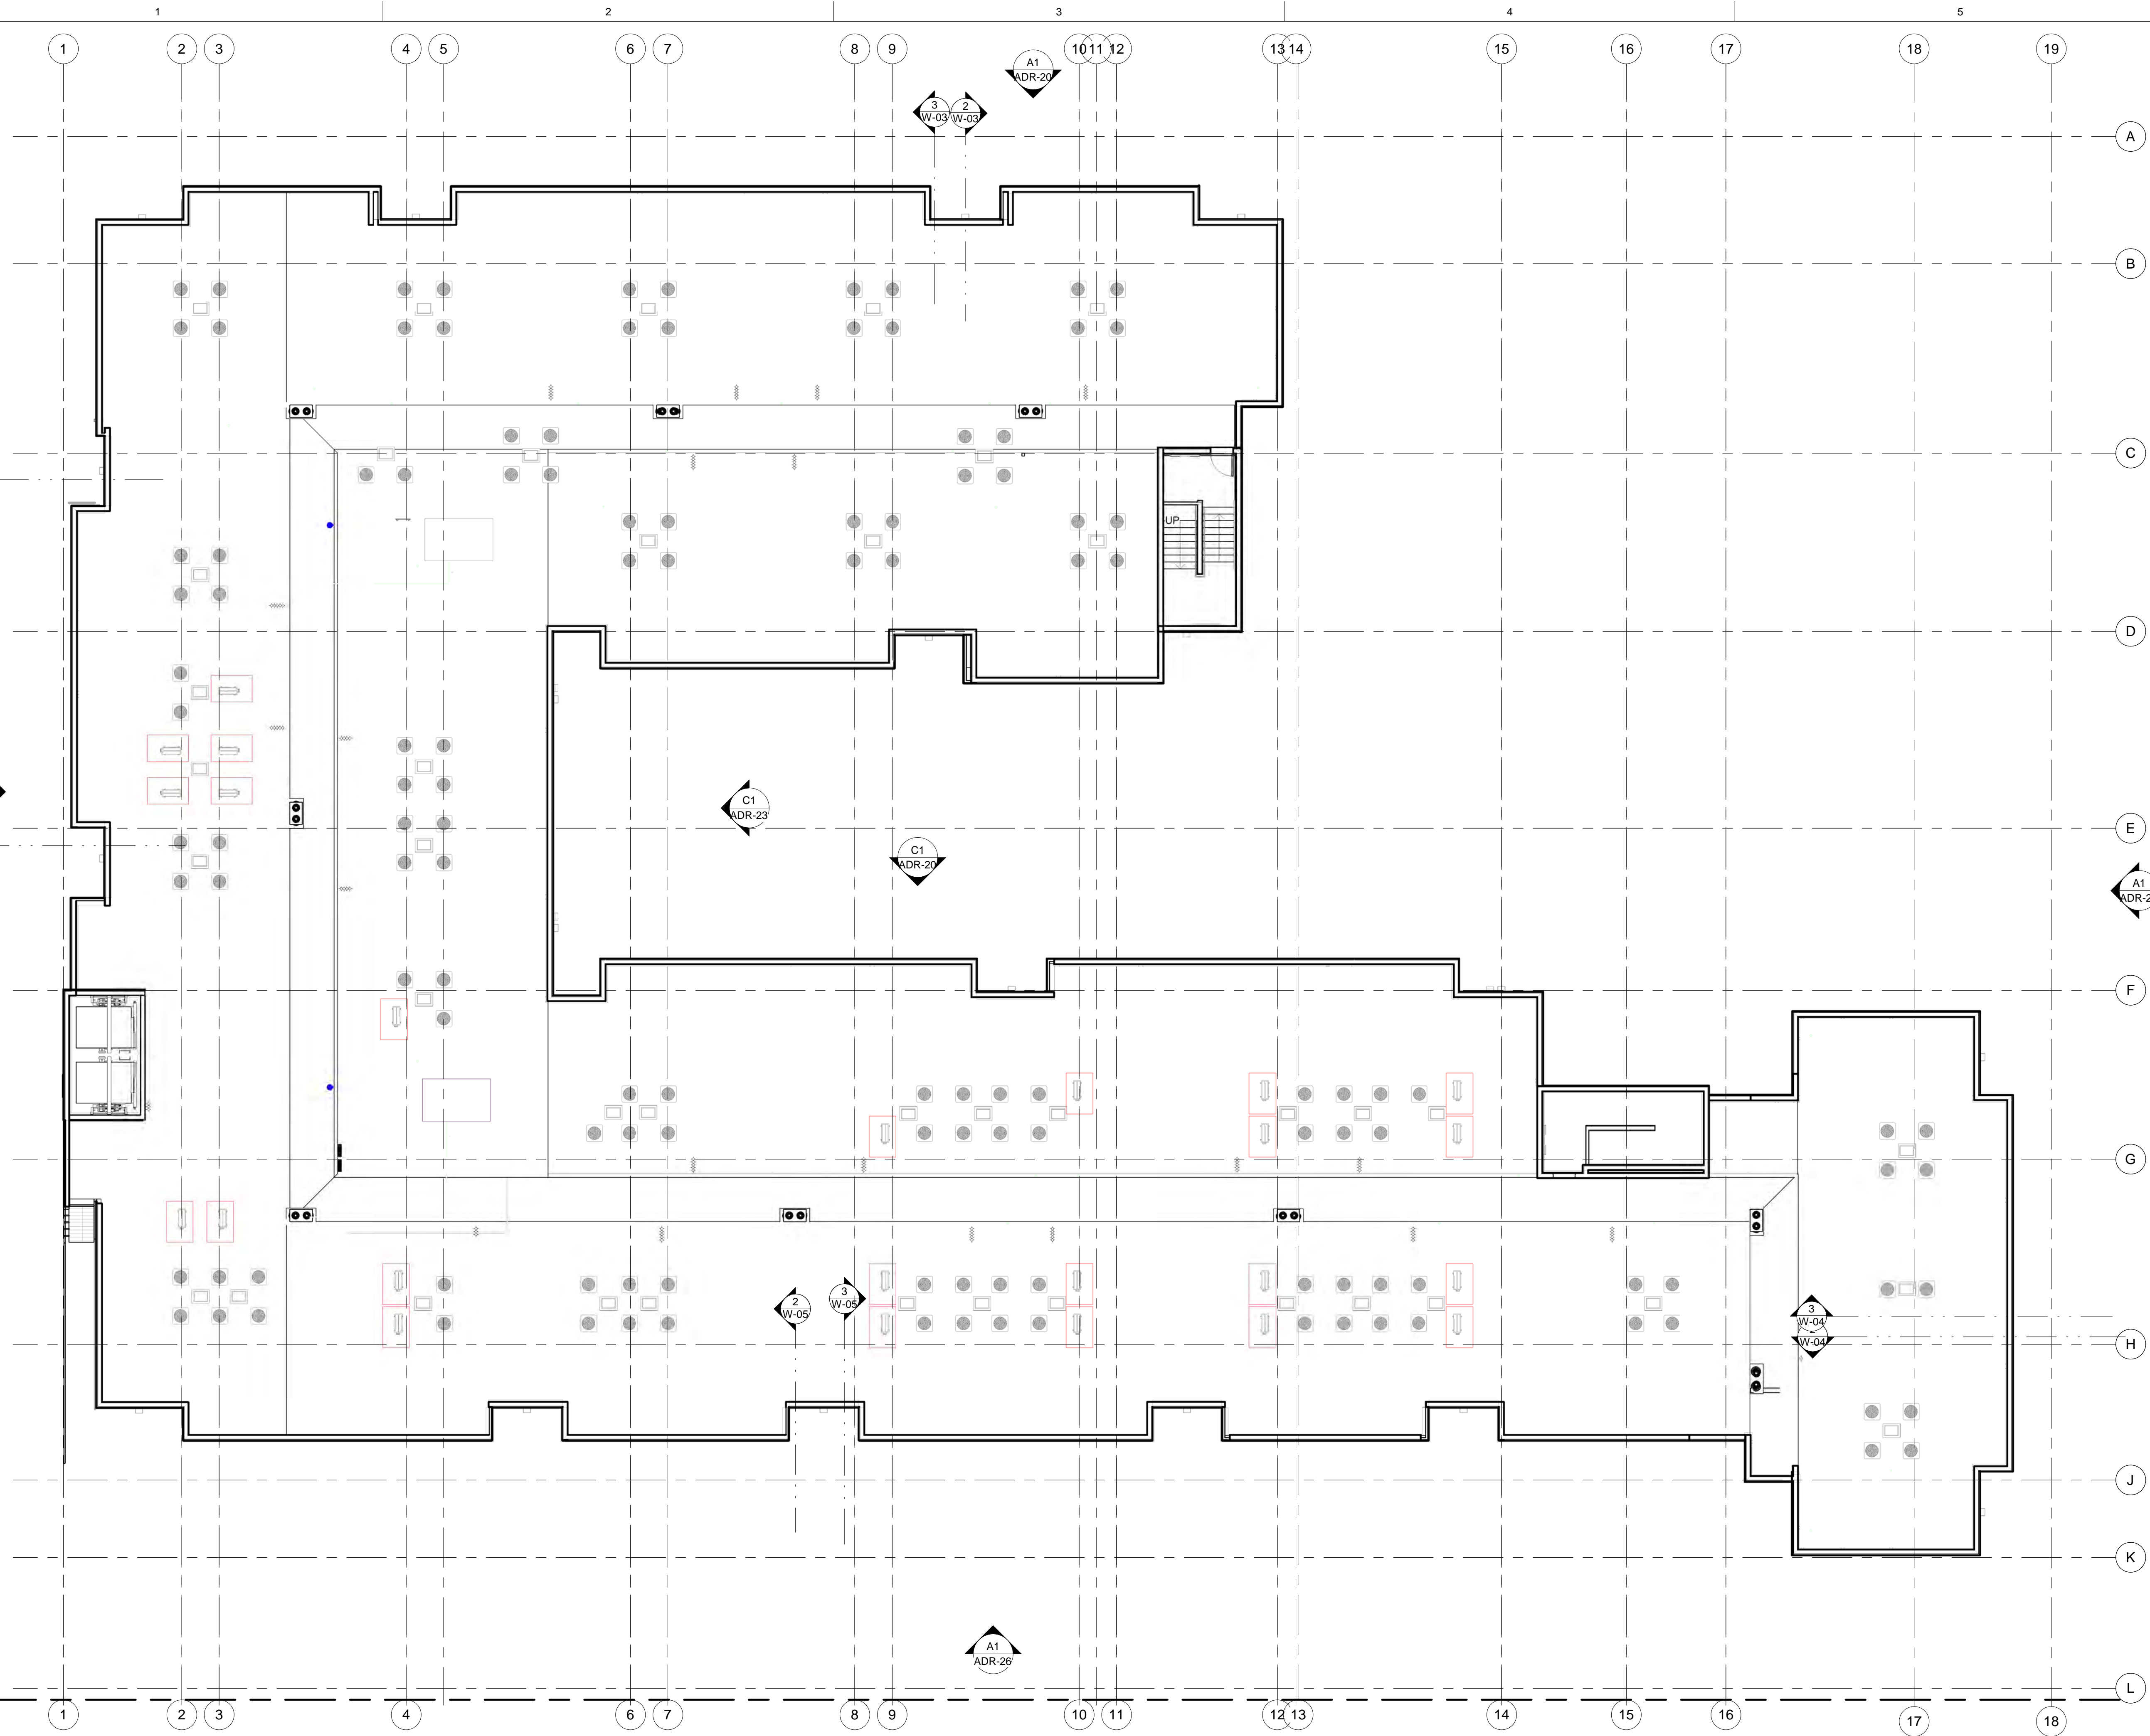 1 2 3 4 5
1 2 3 4 5 6 7 8 9 10 11 12 13 14 15 16 17 18 19
A1
ADR-20
3
W-03
2
W-03
A
B
C
UP
D
C1
ADR-23
E
C1
ADR-20
A1
ADR-2
F
G
2
W-05
3
W-05
3
W-04
W-04
H
J
K
A1
ADR-26
L
1 2 3 4 6 7 8 9 10 11 12 13 14 15 16 17 18